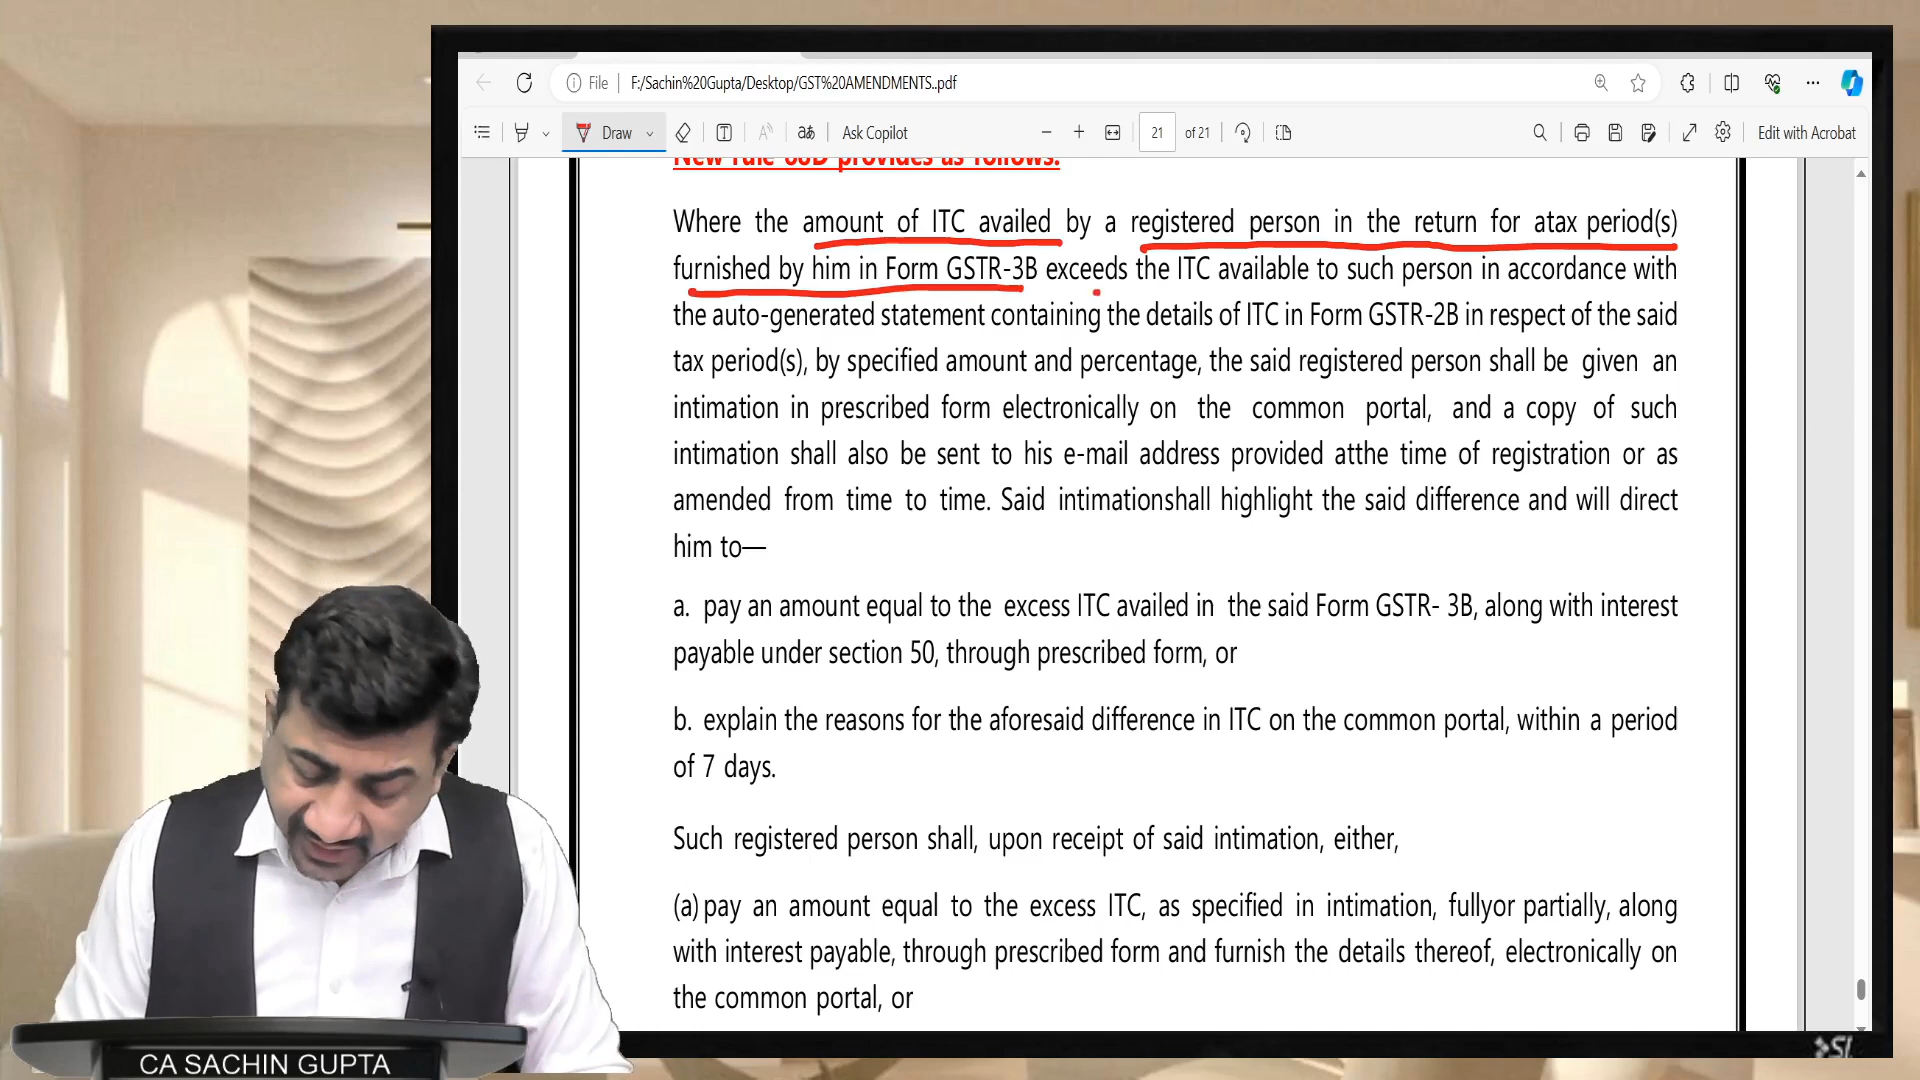 File F:/Sachin%20Gupta/Desktop/GST%20AMENDMENTS..pdf
Draw Ask Copilot 21 of 21 Edit with Acrobat
provides as follows:
Where the amount of ITC availed by a registered person in the return for atax period(s)
furnished by him in Form GSTR-3B exceeds the ITC available to such person in accordance with
the auto-generated statement containing the details of ITC in Form GSTR-2B in respect of the said
tax period(s), by specified amount and percentage, the said registered person shall be given an
intimation in prescribed form electronically on the common portal, and a copy of such
intimation shall also be sent to his e-mail address provided atthe time of registration or as
amended from time to time. Said intimationshall highlight the said difference and will direct
him to—
a. pay an amount equal to the excess ITC availed in the said Form GSTR- 3B, along with interest
payable under section 50, through prescribed form, or
b. explain the reasons for the aforesaid difference in ITC on the common portal, within a period
of 7 days.
Such registered person shall, upon receipt of said intimation, either,
(a) pay an amount equal to the excess ITC, as specified in intimation, fullyor partially, along
with interest payable, through prescribed form and furnish the details thereof, electronically on
the common portal, or
CA SACHIN GUPTA